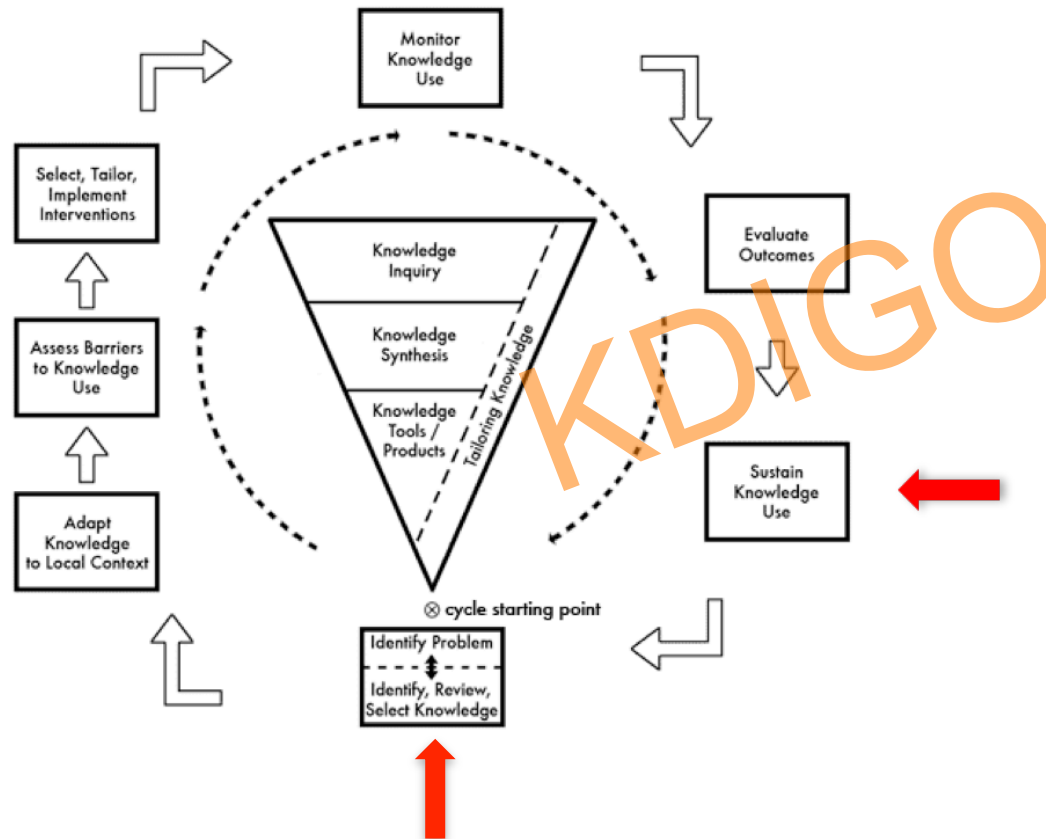 Monitor
Knowledge
Use
Select, Tailor,
Implement
Interventions
Evaluate
Outcomes
Knowledge
Inquiry
Knowledge
Synthesis
Knowledge
Tools /
Products
Tailoring Knowledge
KDIGO
Assess Barriers
to Knowledge
Use
Sustain
Knowledge
Use
Adapt
Knowledge
to Local Context
⊗ cycle starting point
Identify Problem
Identify, Review,
Select Knowledge